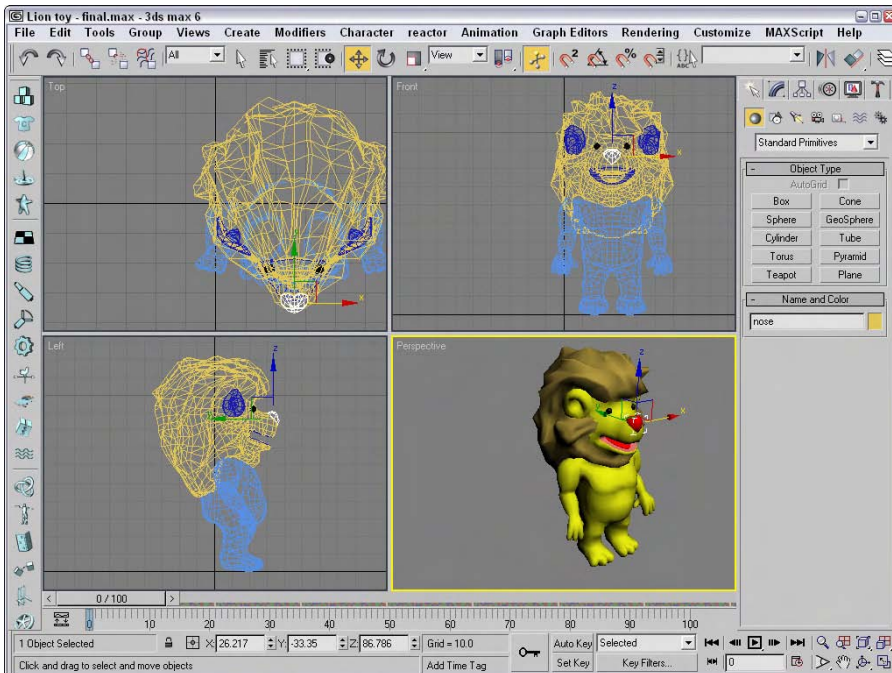 Lion toy - final.max - 3ds max 6
File Edit Tools Group Views Create Modifiers Character reactor Animation Graph Editors Rendering Customize MAXScript Help
All
View
Top
Front
Left
Perspective
Standard Primitives
- Object Type
AutoGrid
Box Cone
Sphere GeoSphere
Cylinder Tube
Torus Pyramid
Teapot Plane
- Name and Color
nose
z
x
x
z
x
z
x
< 0 / 100 >
0 10 20 30 40 50 60 70 80 90 100
1 Object Selected X: 26.217 Y: -33.35 Z: 86.786 Grid = 10.0 Auto Key Selected
Click and drag to select and move objects Add Time Tag Set Key Key Filters... 0